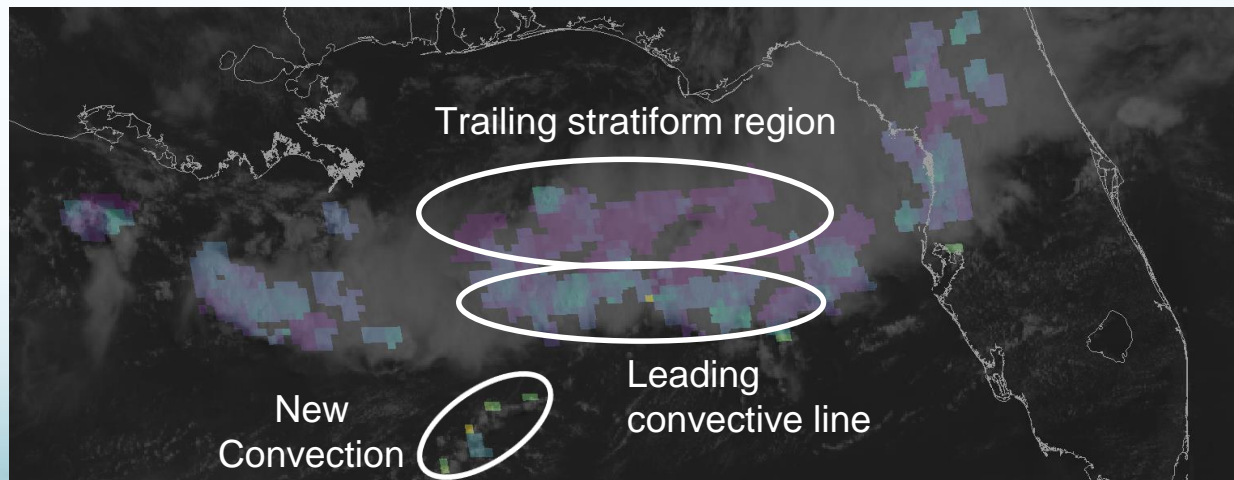 Trailing stratiform region
Leading
convective line
New
Convection